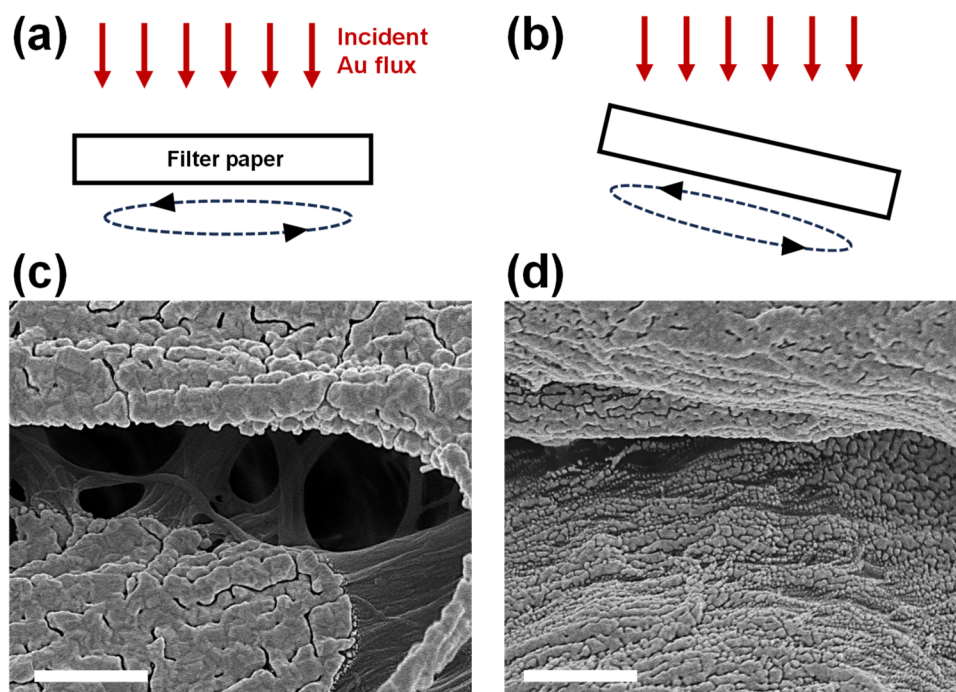 (a)
Incident
Au flux
Filter paper
(b)
(c)
(d)